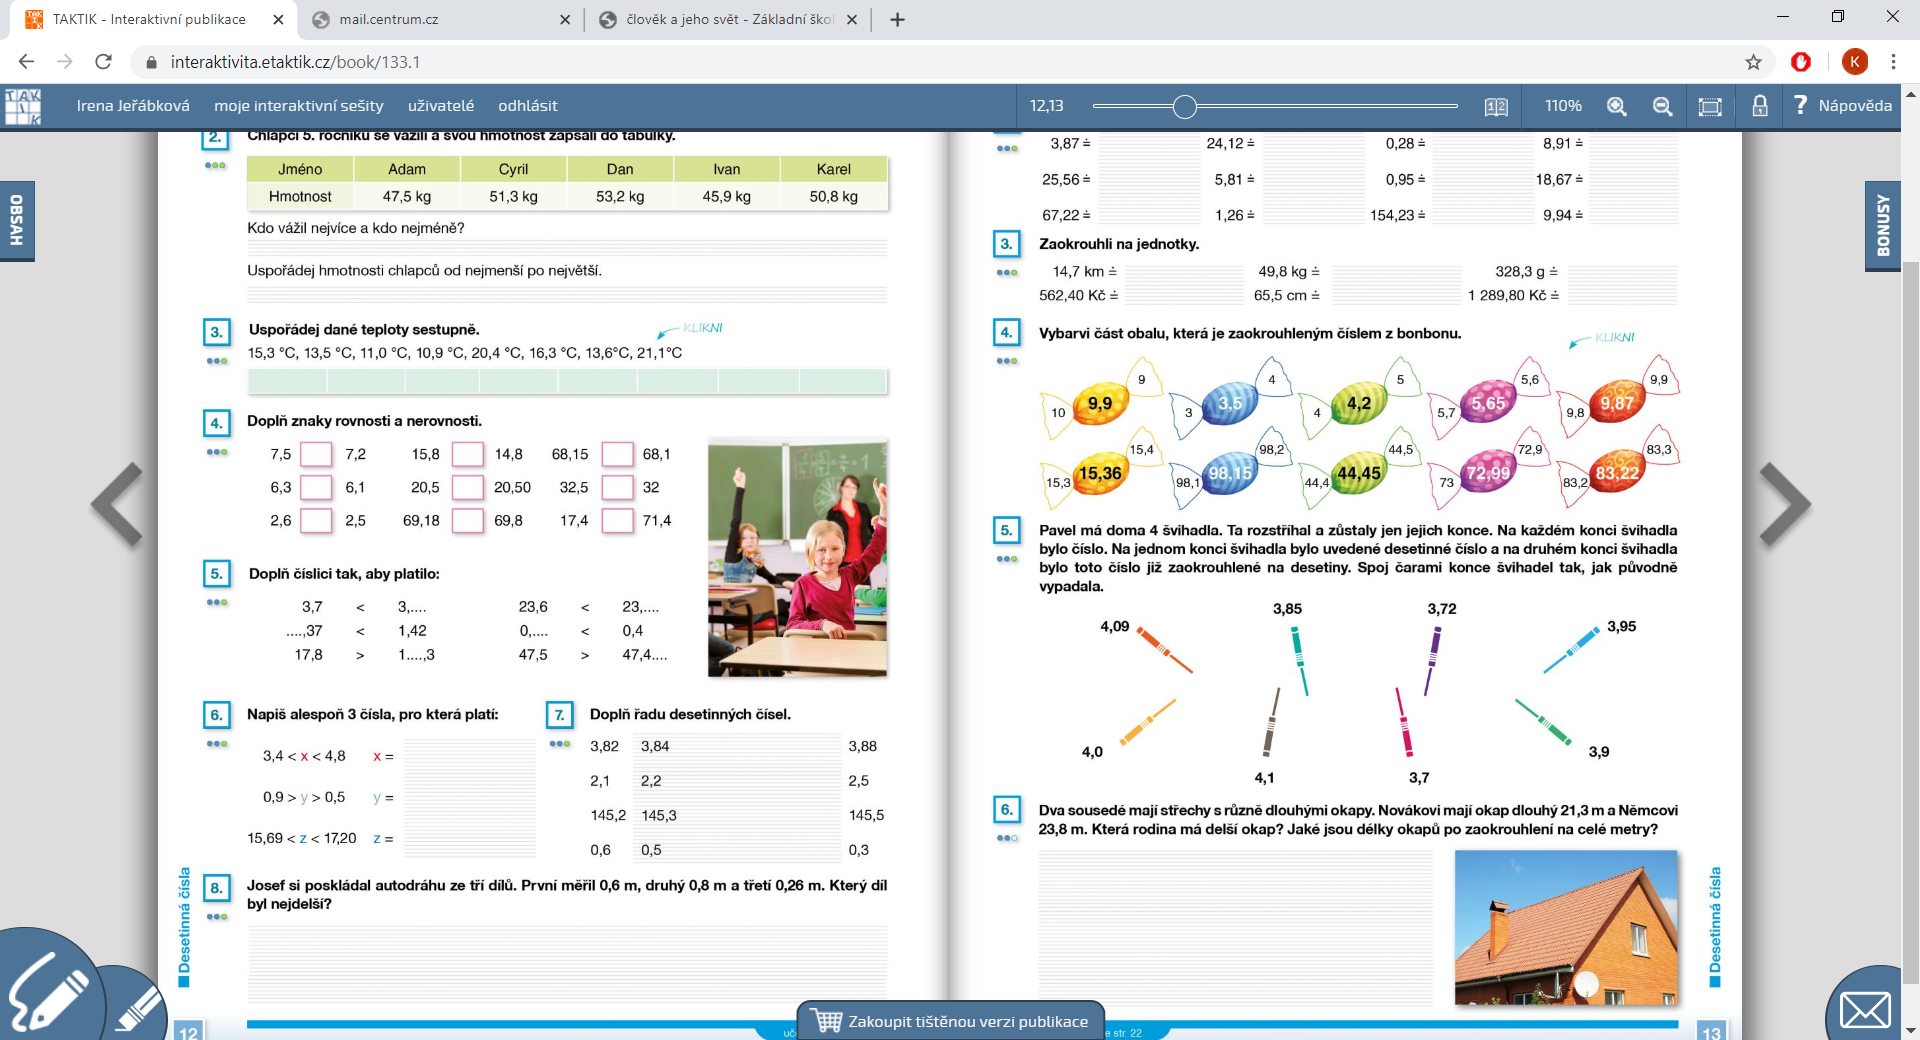 TAKTIK - Interaktivní publikace
mail.centrum.cz
člověk a jeho svět - Základní ško
interaktivita.etaktik.cz/book/133.1
K
TAK
Irena Jeřábková moje interaktivní sešity uživatelé odhlásit
12,13
110%
? Nápověda
OBSAH
BONUSY
2. Chlapci 5. ročníku se vážili a svou hmotnost zapsali do tabulky.
Jméno Adam Cyril Dan Ivan Karel
Hmotnost 47,5 kg 51,3 kg 53,2 kg 45,9 kg 50,8 kg
Kdo vážil nejvíce a kdo nejméně?
Uspořádej hmotnosti chlapců od nejmenší po největší.
3. Uspořádej dané teploty sestupně.
KLIKNI
15,3 °C, 13,5 °C, 11,0 °C, 10,9 °C, 20,4 °C, 16,3 °C, 13,6°C, 21,1°C
4. Doplň znaky rovnosti a nerovnosti.
7,5 7,2 15,8 14,8 68,15 68,1
6,3 6,1 20,5 20,50 32,5 32
2,6 2,5 69,18 69,8 17,4 71,4
5. Doplň číslici tak, aby platilo:
3,7 < 3,.... 23,6 < 23,....
....,37 < 1,42 0,.... < 0,4
17,8 > 1....,3 47,5 > 47,4....
6. Napiš alespoň 3 čísla, pro která platí:
3,4 < x < 4,8 x =
0,9 > y > 0,5 y =
15,69 < z < 17,20 z =
7. Doplň řadu desetinných čísel.
3,82 3,84 3,88
2,1 2,2 2,5
145,2 145,3 145,5
0,6 0,5 0,3
8. Josef si poskládal autodráhu ze tří dílů. První měřil 0,6 m, druhý 0,8 m a třetí 0,26 m. Který díl
byl nejdelší?
Desetinná čísla
12
3,87 ≐ 24,12 ≐ 0,28 ≐ 8,91 ≐
25,56 ≐ 5,81 ≐ 0,95 ≐ 18,67 ≐
67,22 ≐ 1,26 ≐ 154,23 ≐ 9,94 ≐
3. Zaokrouhli na jednotky.
14,7 km ≐ 49,8 kg ≐ 328,3 g ≐
562,40 Kč ≐ 65,5 cm ≐ 1 289,80 Kč ≐
4. Vybarvi část obalu, která je zaokrouhleným číslem z bonbonu.
KLIKNI
10 9,9 9 3 3,5 4 4 4,2 5 5,7 5,65 5,6 9,8 9,87 9,9
15,3 15,36 15,4 98,1 98,15 98,2 44,4 44,45 44,5 73 72,99 72,9 83,2 83,22 83,3
5. Pavel má doma 4 švihadla. Ta rozstříhal a zůstaly jen jejich konce. Na každém konci švihadla
bylo číslo. Na jednom konci švihadla bylo uvedené desetinné číslo a na druhém konci švihadla
bylo toto číslo již zaokrouhlené na desetiny. Spoj čarami konce švihadel tak, jak původně
vypadala.
4,09 3,85 3,72 3,95
4,0 4,1 3,7 3,9
6. Dva sousedé mají střechy s různě dlouhými okapy. Novákovi mají okap dlouhý 21,3 m a Němcovi
23,8 m. Která rodina má delší okap? Jaké jsou délky okapů po zaokrouhlení na celé metry?
Desetinná čísla
Zakoupit tištěnou verzi publikace
e str. 22
13